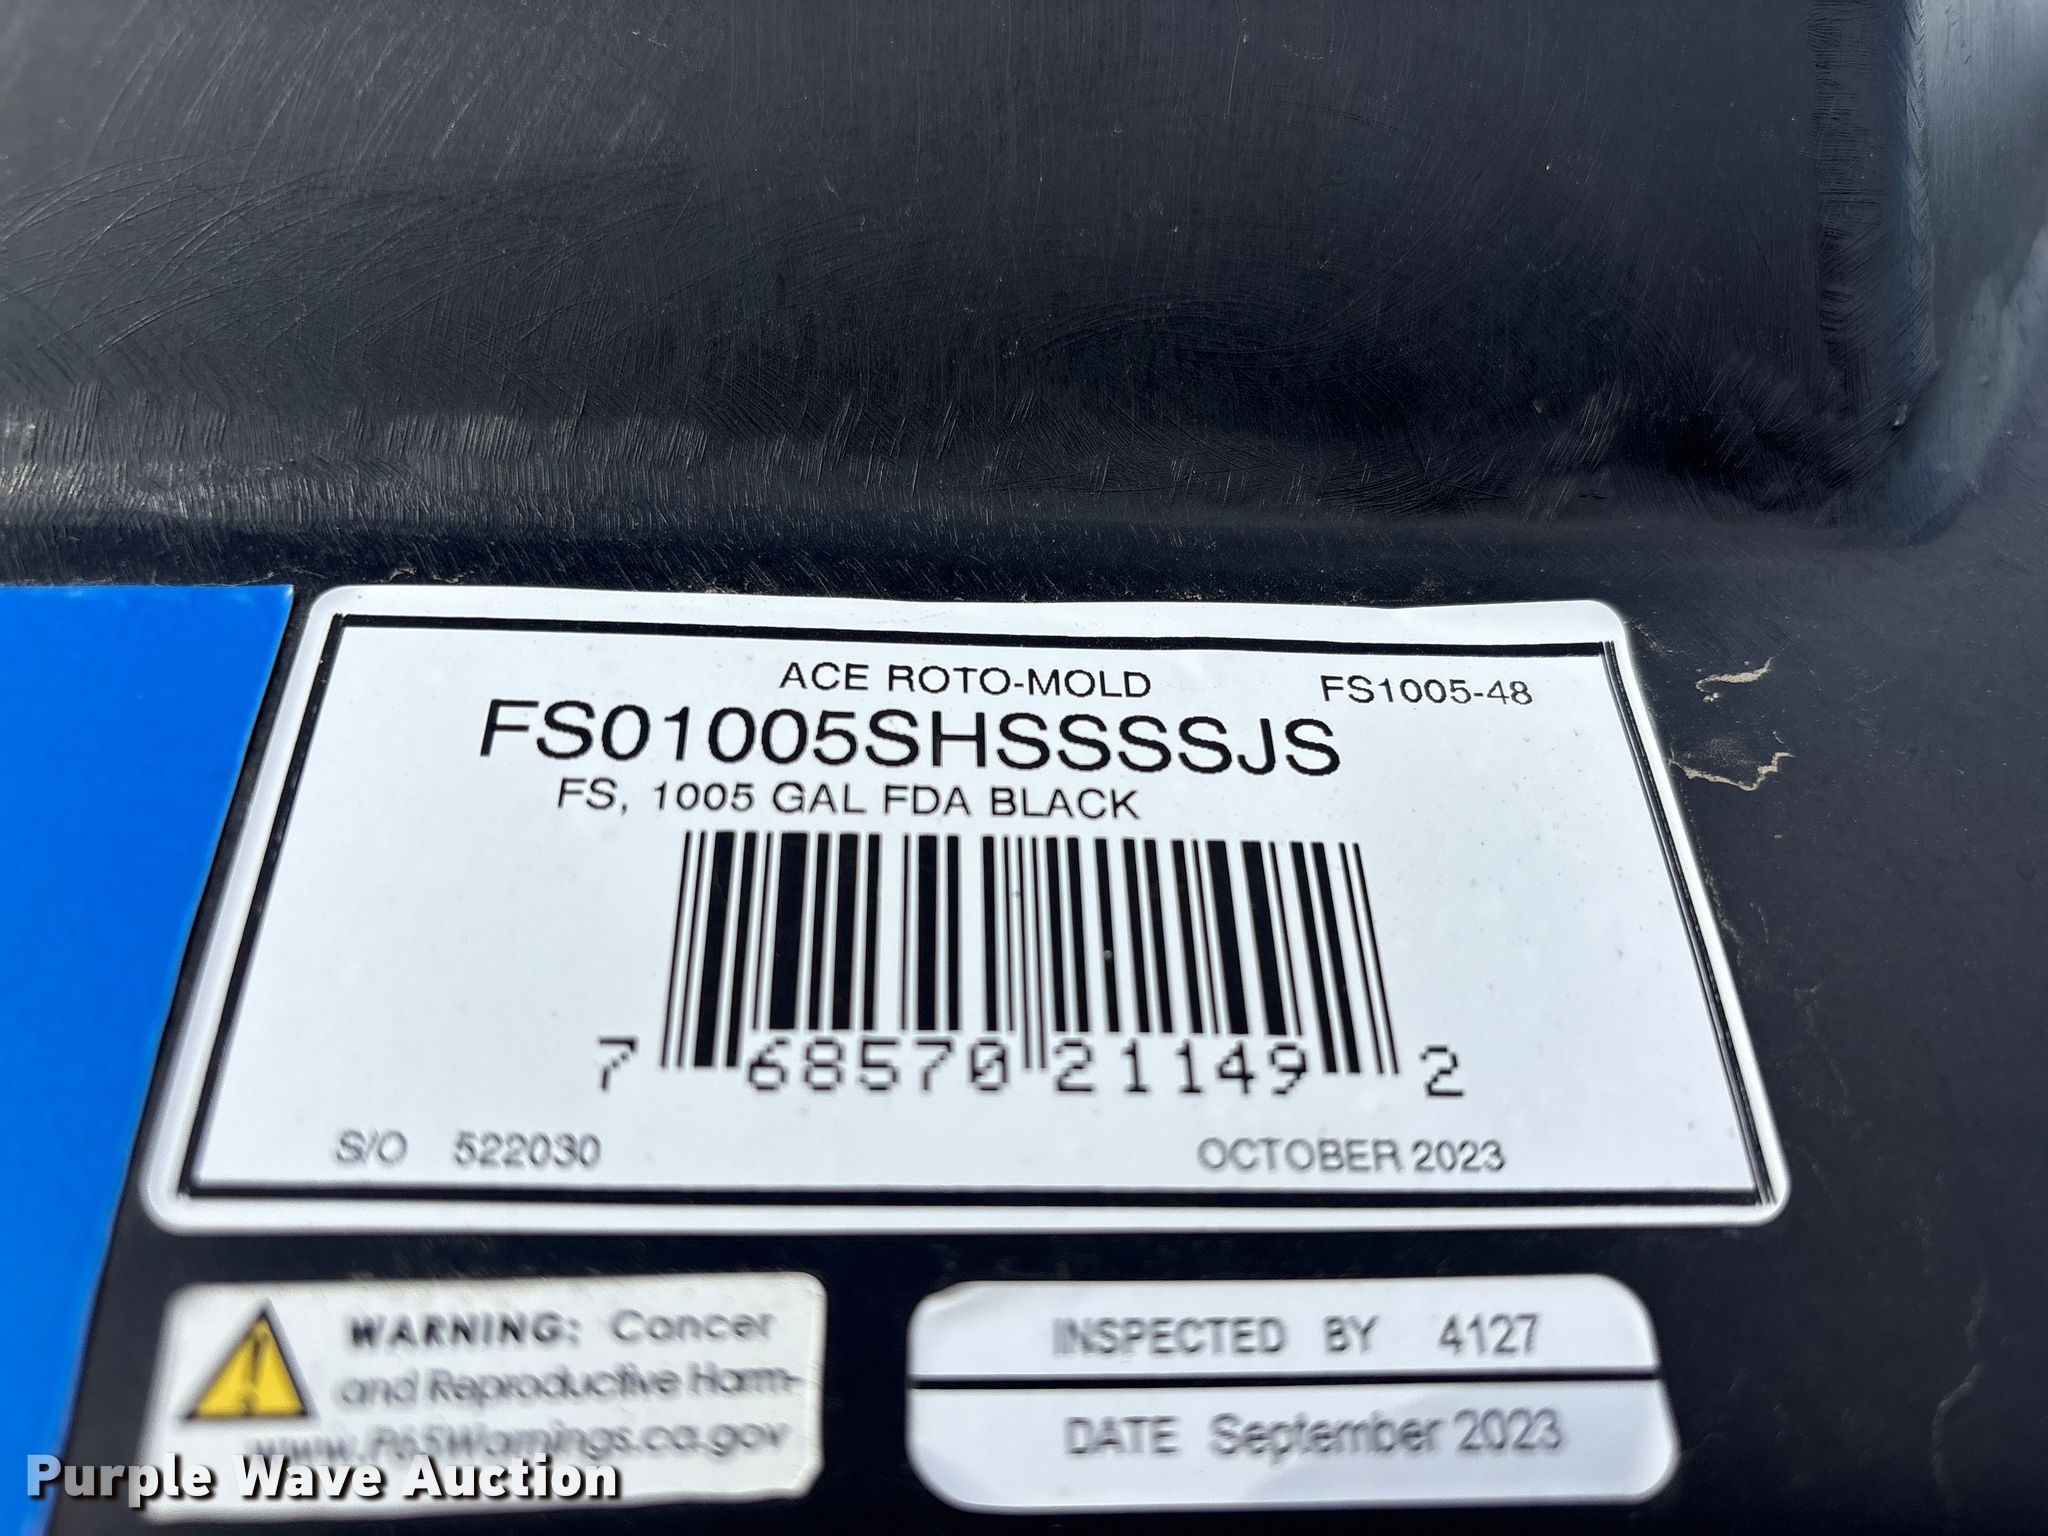 ACE ROTO-MOLD FS1005-48
FS01005SHSSSSJS
FS, 1005 GAL FDA BLACK
7 68570 21149 2
S/O 522030 OCTOBER 2023
WARNING: Cancer
and Reproductive Harm-
www.P65Warnings.ca.gov
INSPECTED BY 4127
DATE September 2023
Purple Wave Auction